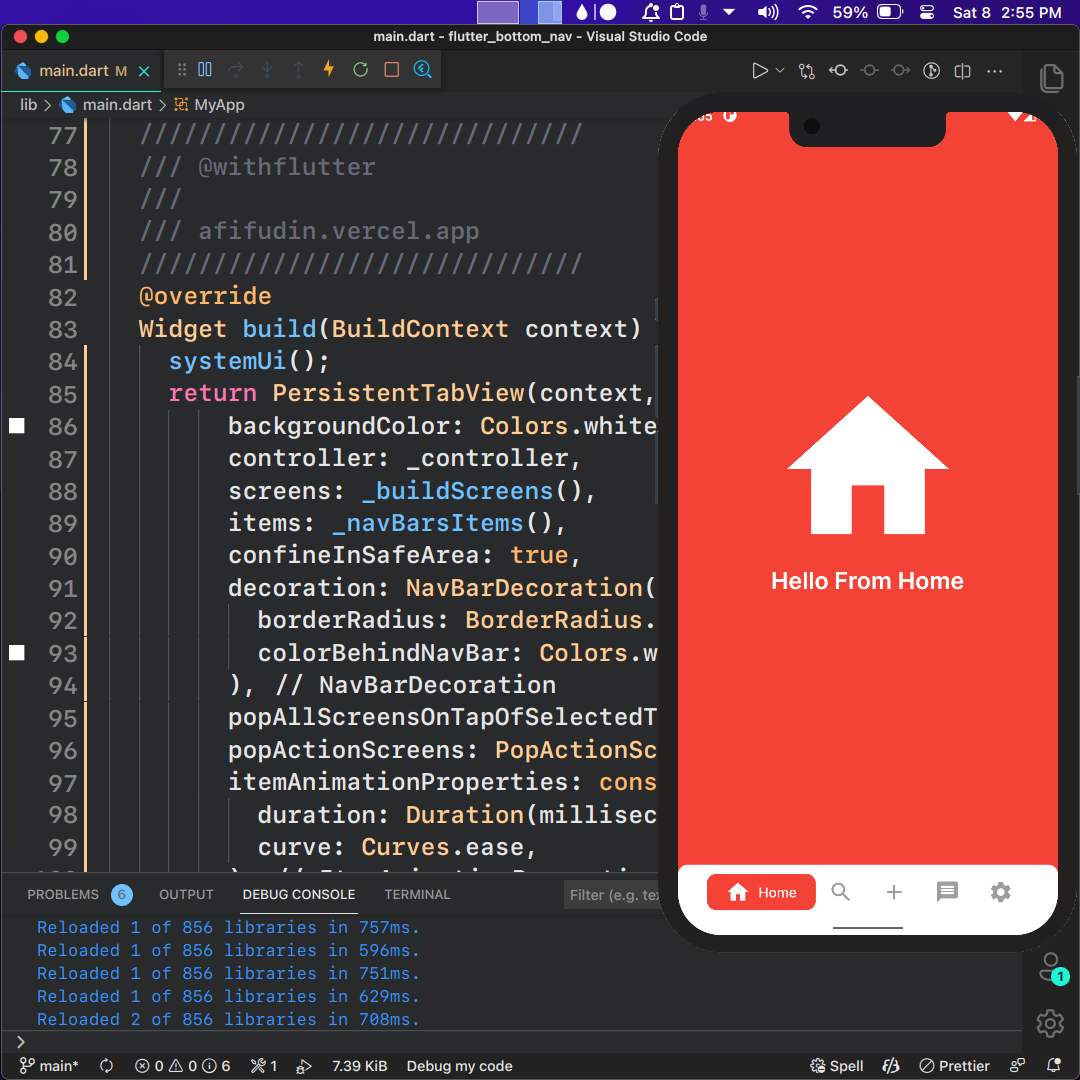 59%
Sat 8 2:55 PM
main.dart - flutter_bottom_nav - Visual Studio Code
main.dart M
lib > main.dart > MyApp
77 //////////////////////////////
78 /// @withflutter
79 ///
80 /// afifudin.vercel.app
81 //////////////////////////////
82 @override
83 Widget build(BuildContext context)
84 systemUi();
85 return PersistentTabView(context,
86 backgroundColor: Colors.white
87 controller: _controller,
88 screens: _buildScreens(),
89 items: _navBarsItems(),
90 confineInSafeArea: true,
91 decoration: NavBarDecoration(
92 borderRadius: BorderRadius.
93 colorBehindNavBar: Colors.w
94 ), // NavBarDecoration
95 popAllScreensOnTapOfSelectedT
96 popActionScreens: PopActionSc
97 itemAnimationProperties: cons
98 duration: Duration(millisec
99 curve: Curves.ease,
Hello From Home
Home
PROBLEMS 6 OUTPUT DEBUG CONSOLE TERMINAL Filter (e.g. te
Reloaded 1 of 856 libraries in 757ms.
Reloaded 1 of 856 libraries in 596ms.
Reloaded 1 of 856 libraries in 751ms.
Reloaded 1 of 856 libraries in 629ms.
Reloaded 2 of 856 libraries in 708ms.
1
>
main* 0 0 6 1 7.39 KiB Debug my code Spell Prettier